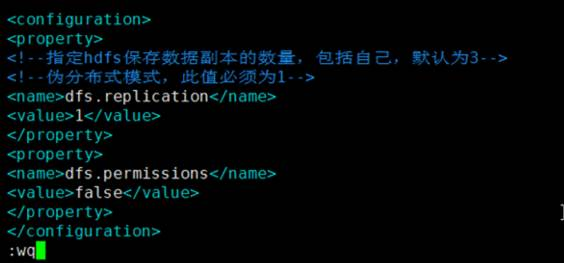 <configuration>
<property>
<!--指定hdfs保存数据副本的数量，包括自己，默认为3-->
<!--伪分布式模式，此值必须为1-->
<name>dfs.replication</name>
<value>1</value>
</property>
<property>
<name>dfs.permissions</name>
<value>false</value>
</property>
</configuration>
:wq